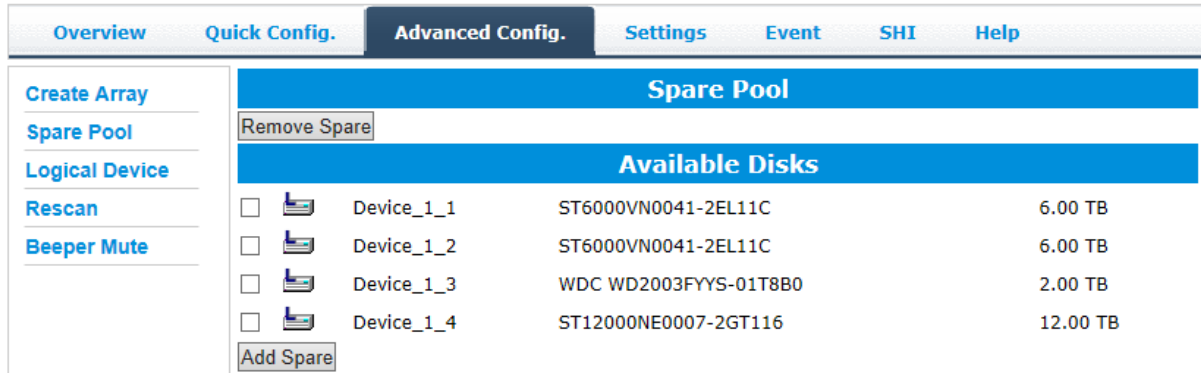 Overview Quick Config. Advanced Config. Settings Event SHI Help
Create Array
Spare Pool
Logical Device
Rescan
Beeper Mute
Spare Pool
Remove Spare
Available Disks
Device_1_1 ST6000VN0041-2EL11C 6.00 TB
Device_1_2 ST6000VN0041-2EL11C 6.00 TB
Device_1_3 WDC WD2003FYYS-01T8B0 2.00 TB
Device_1_4 ST12000NE0007-2GT116 12.00 TB
Add Spare